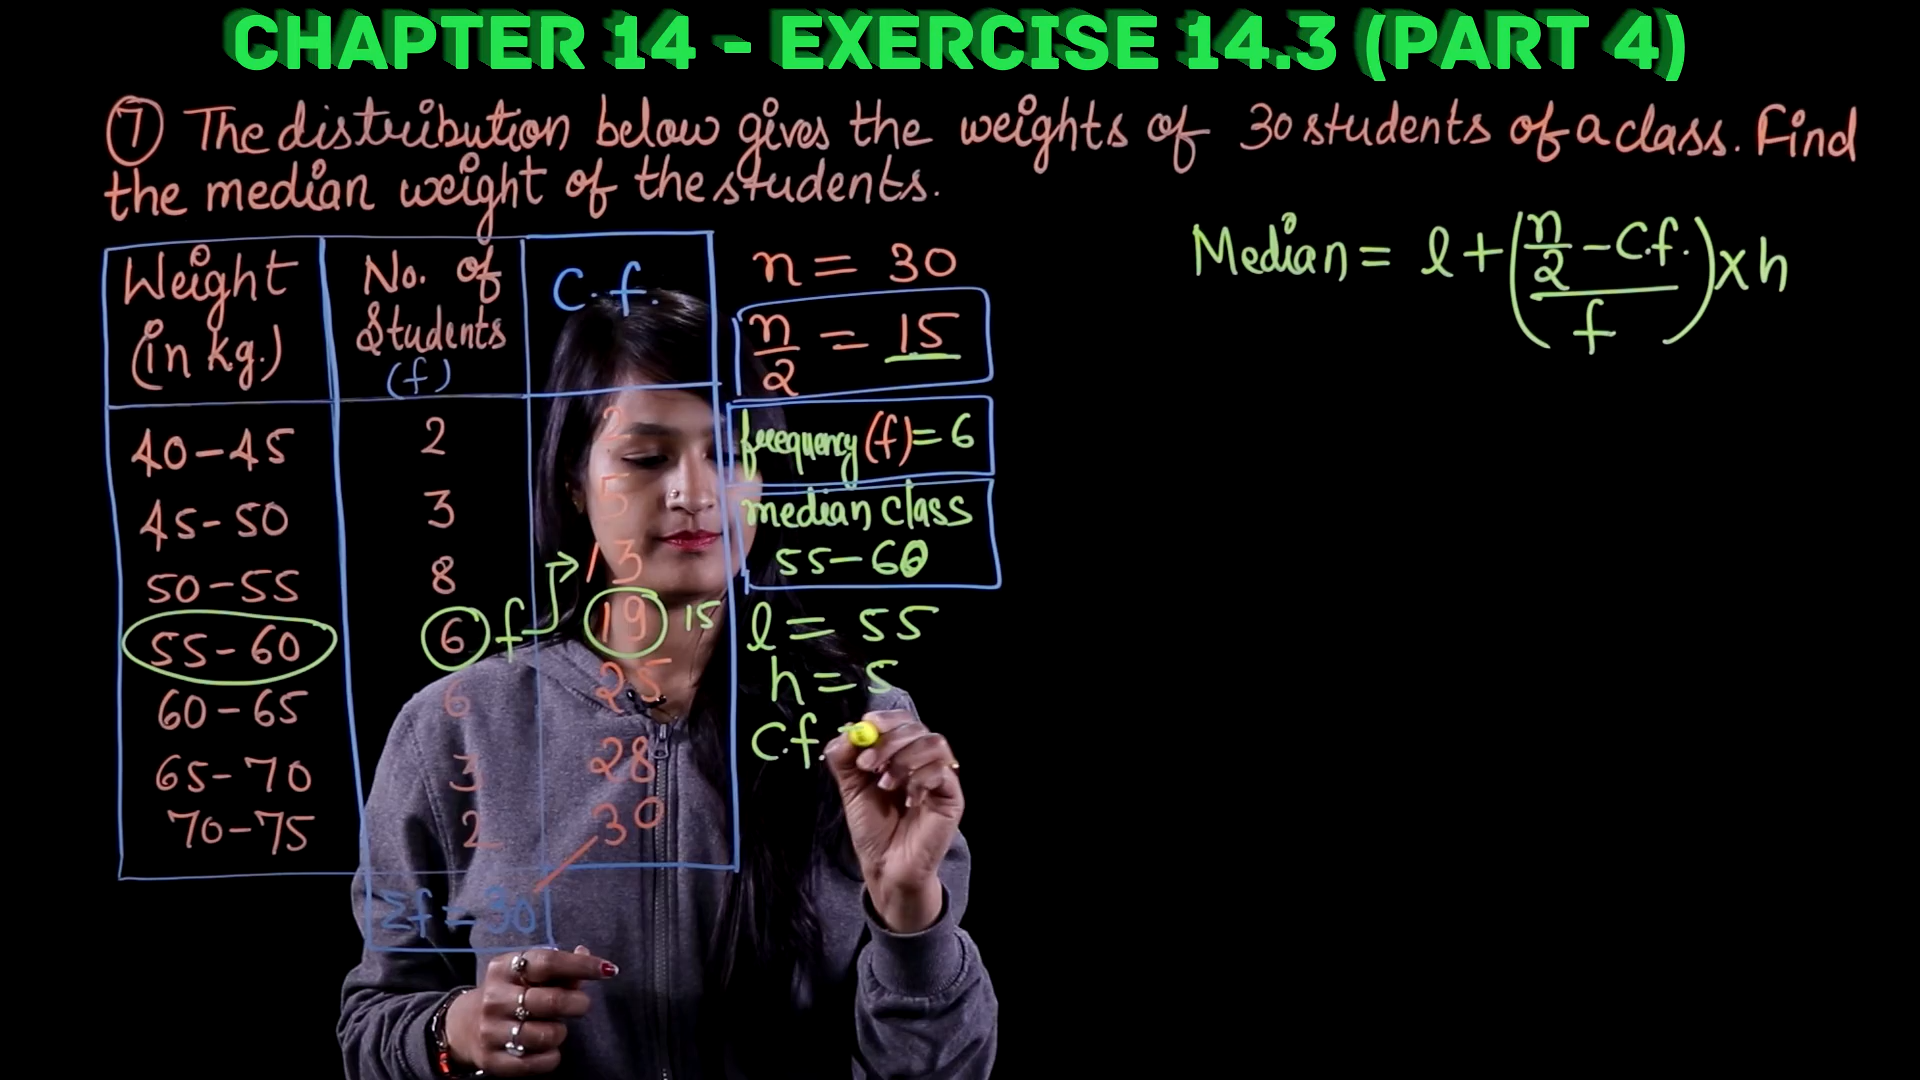 CHAPTER 14 - EXERCISE 14.3 (PART 4)
⑦ The distribution below gives the weights of 30 students of a class. Find
the median weight of the students.
Weight (in kg.) No. of Students (f) C.f.
40-45 2 2
45-50 3 5
50-55 8 13
55-60 6 f 19 15
60-65 6 25
65-70 3 28
70-75 2 30
Σf = 30
n = 30
n/2 = 15
frequency (f) = 6
median class
55-60
l = 55
h = 5
C.f.
Median = l + ((n/2 - C.f.)/f) x h